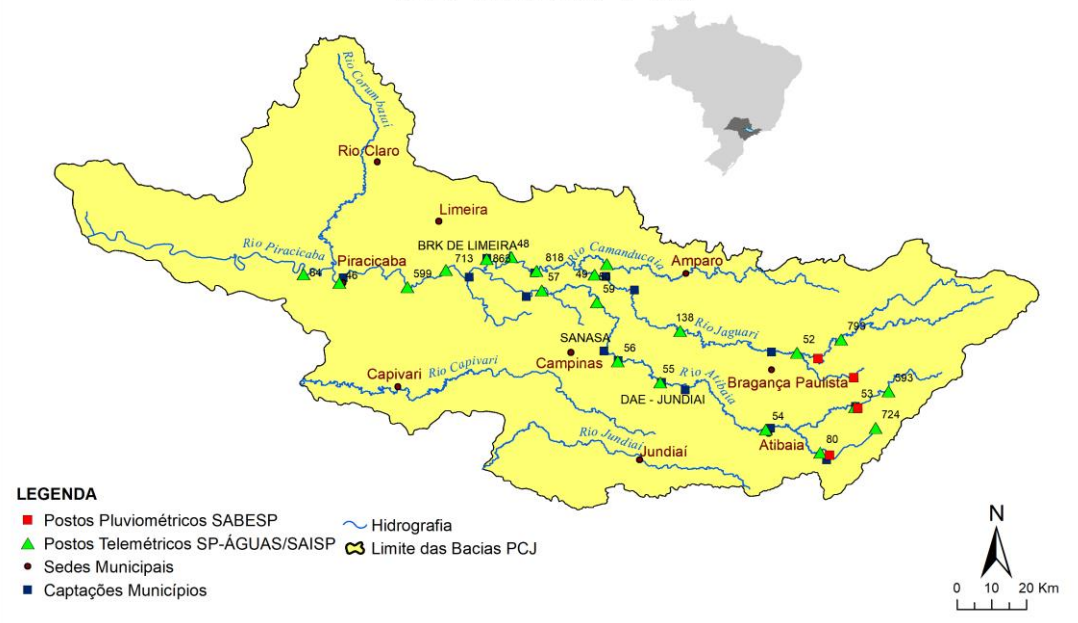 Rio Corumbataí
Rio Claro
Limeira
Rio Piracicaba
Piracicaba
BRK DE LIMEIRA
48
Rio Camanducaia
713
863
818
Amparo
64
46
599
57
49
59
138
Rio Jaguari
52
799
SANASA
Campinas
56
Capivari
Rio Capivari
55
Rio Atibaia
Bragança Paulista
DAE - JUNDIAI
593
53
724
54
Atibaia
80
Rio Jundiaí
Jundiaí
LEGENDA
Postos Pluviométricos SABESP
Postos Telemétricos SP-ÁGUAS/SAISP
Sedes Municipais
Captações Municípios
Hidrografia
Limite das Bacias PCJ
N
0 10 20 Km